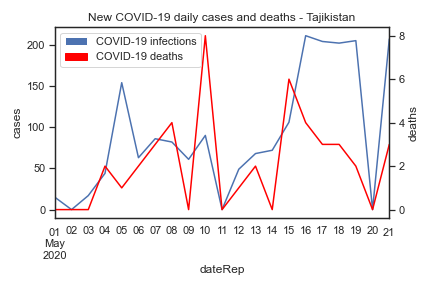 New COVID-19 daily cases and deaths - Tajikistan
COVID-19 infections
COVID-19 deaths
200
150
100
50
0
cases
8
6
4
2
0
deaths
01 02 03 04 05 06 07 08 09 10 11 12 13 14 15 16 17 18 19 20 21
May
2020
dateRep